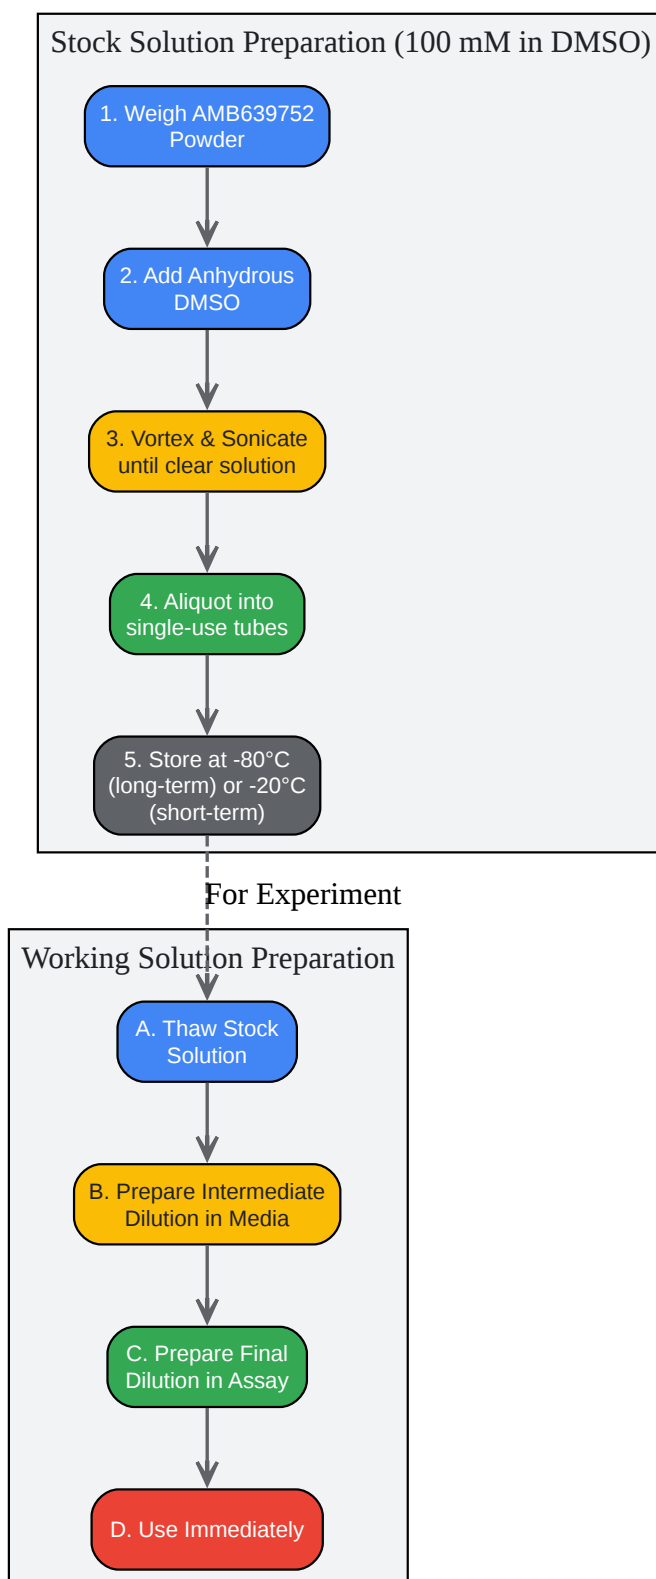 Stock Solution Preparation (100 mM in DMSO)
1. Weigh AMB639752
Powder
2. Add Anhydrous
DMSO
3. Vortex & Sonicate
until clear solution
4. Aliquot into
single-use tubes
5. Store at -80°C
(long-term) or -20°C
(short-term)
For Experiment
Working Solution Preparation
A. Thaw Stock
Solution
B. Prepare Intermediate
Dilution in Media
C. Prepare Final
Dilution in Assay
D. Use Immediately